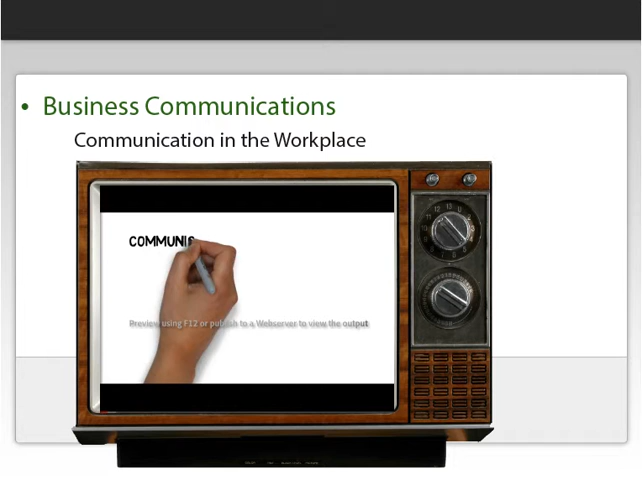 • Business Communications
Communication in the Workplace
COMMUNIC
Preview using F12 or publish to a Webserver to view the output